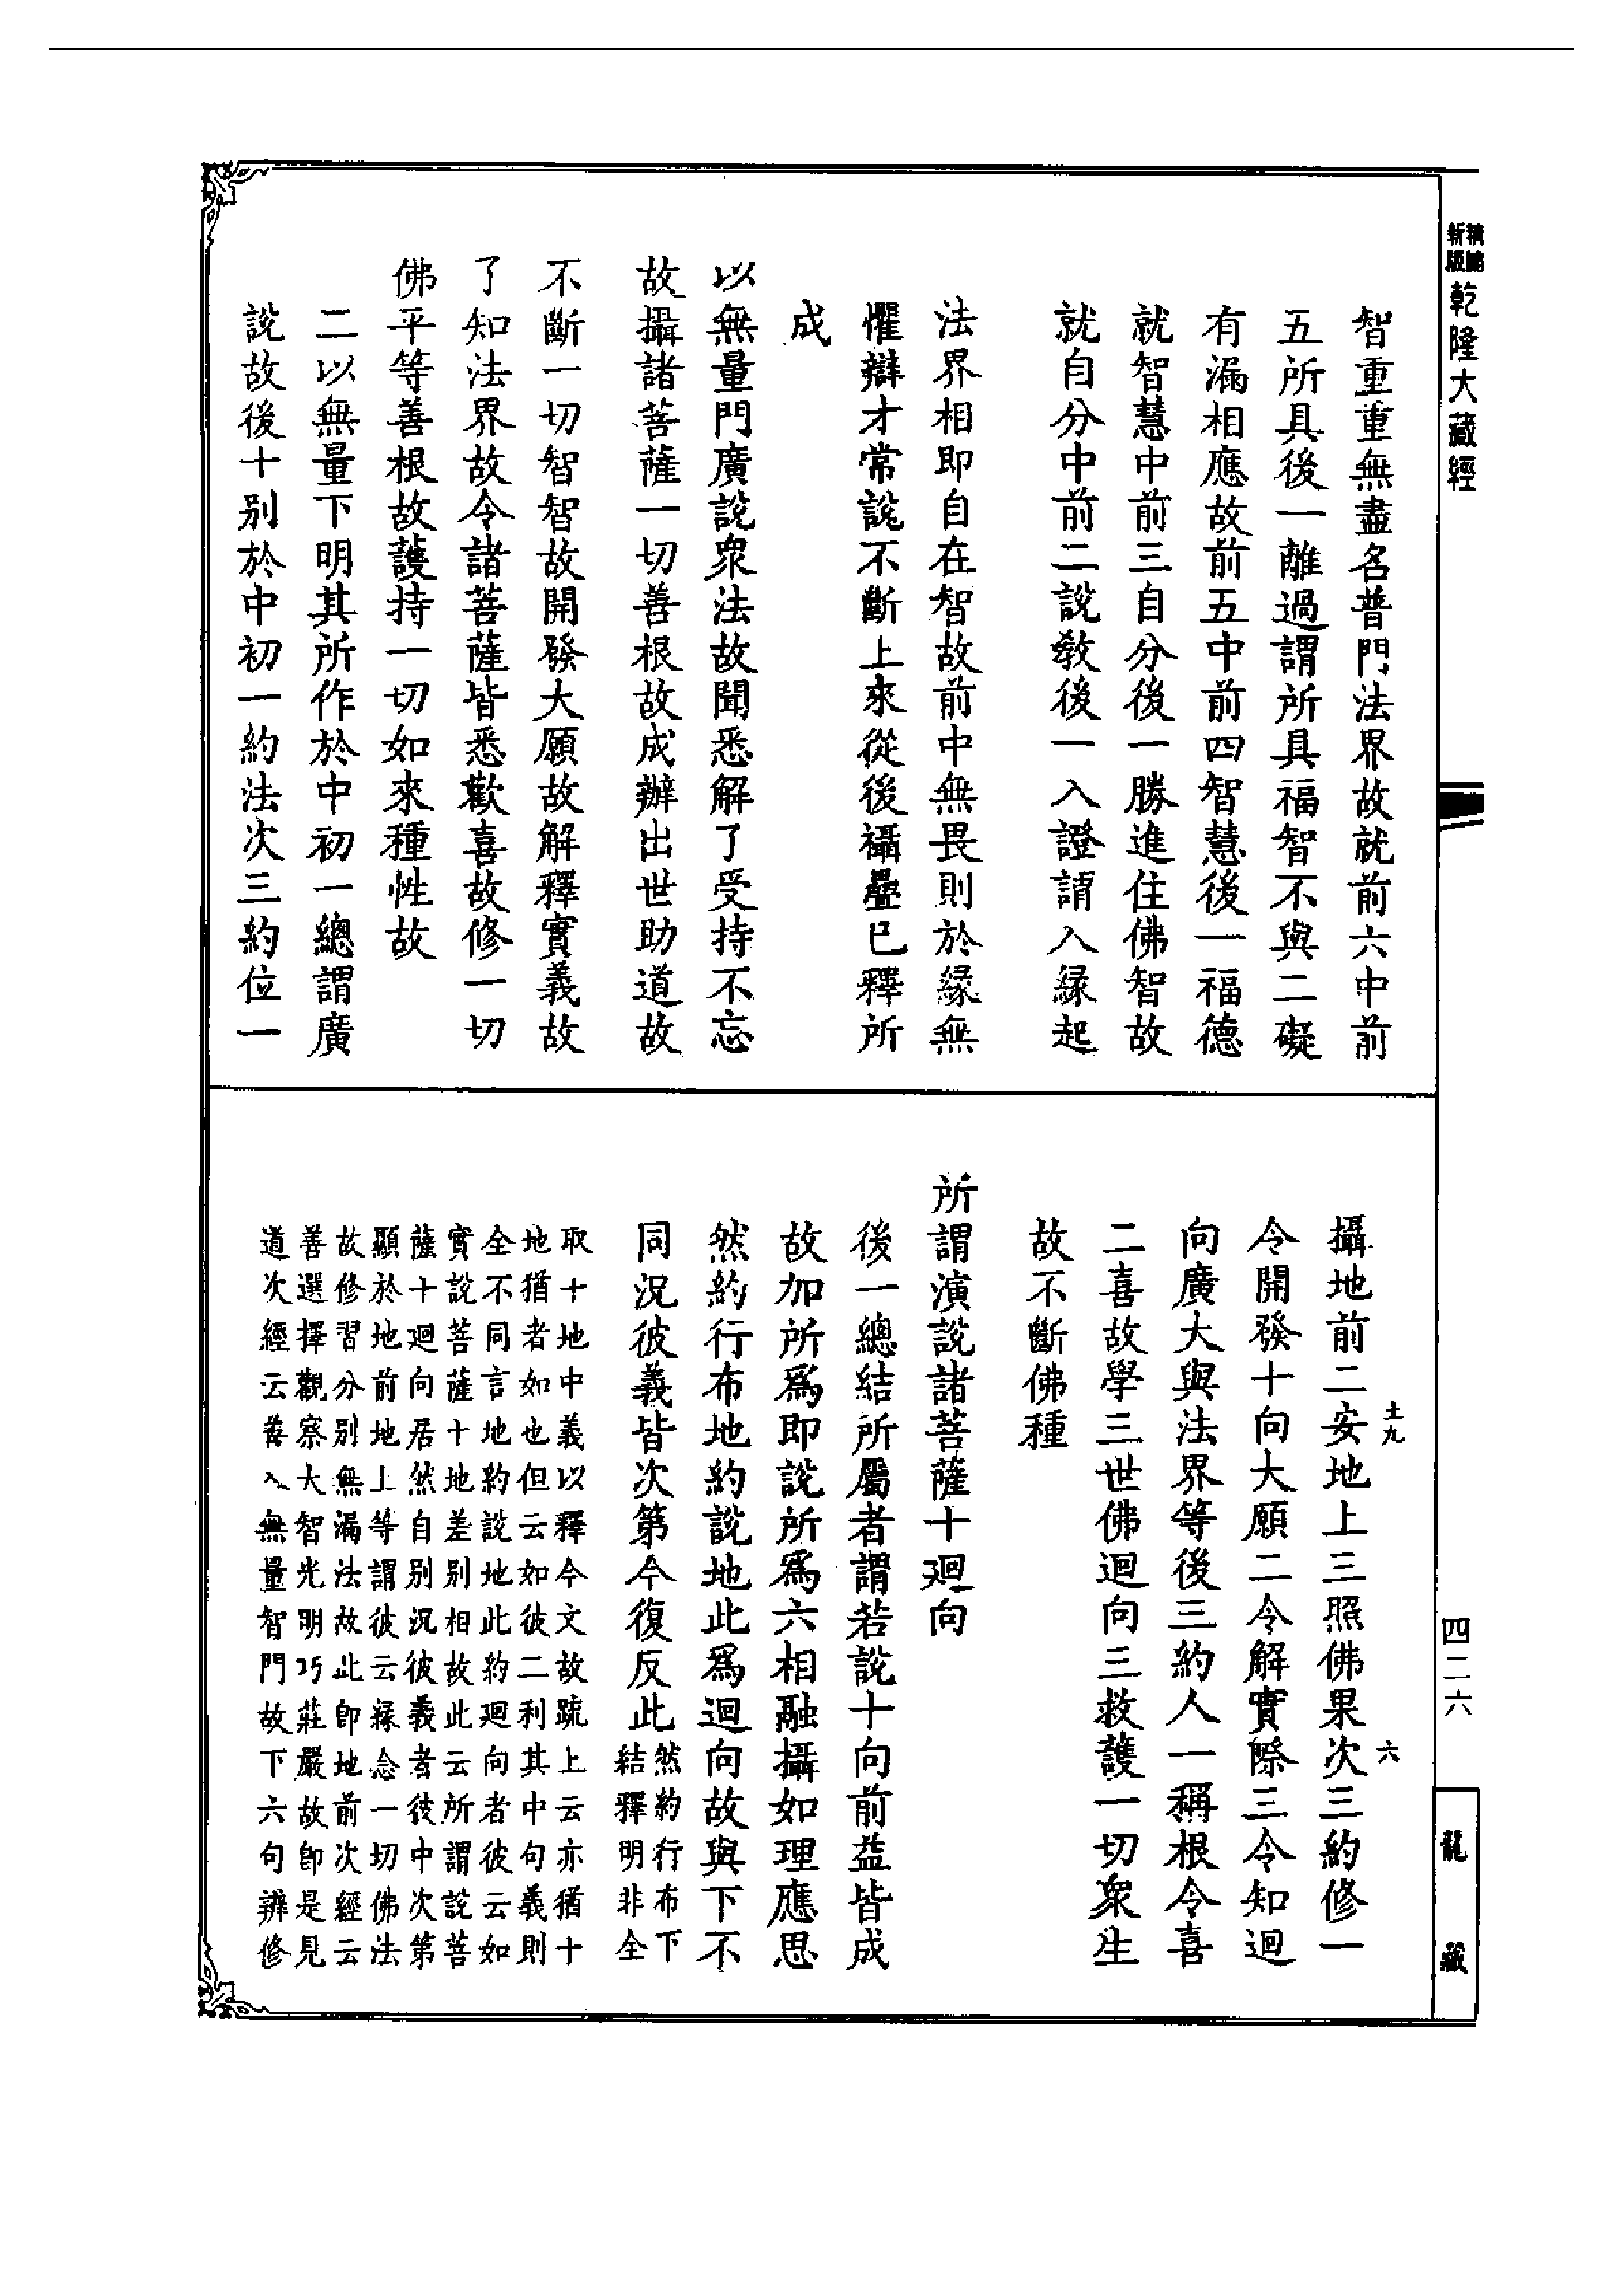 精縮新版乾隆大藏經
智重重無盡名普門法界故就前六中前
五所具後一離過謂所具福智不與二礙
有漏相應故前五中前四智慧後一福德
就智慧中前三自分後一勝進住佛智故
就自分中前二說教後一入證謂入緣起
法界相即自在智故前中無畏則於緣無
懼辯才常說不斷上來從後襵疊已釋所
成
以無量門廣說衆法故聞悉解了受持不忘
故攝諸菩薩一切善根故成辦出世助道故
不斷一切智智故開發大願故解釋實義故
了知法界故令諸菩薩皆悉歡喜故修一切
佛平等善根故護持一切如來種性故
二以無量下明其所作於中初一總謂廣
說故後十別於中初一約法次三約位一
攝地前二安地上三照佛果次三約修一
令開發十向大願二令解實際三令知迴
向廣大與法界等後三約人一稱根令喜
二喜故學三世佛迴向三救護一切衆生
故不斷佛種
所謂演說諸菩薩十迴向
後一總結所屬者謂若說十向前益皆成
故加所爲即說所爲六相融攝如理應思
然約行布地約說地此爲迴向故與下不
同況彼義皆次第今復反此
然約行布下
結釋明非全
取十地中義以釋今文故疏上云亦猶十
地猶者如也但云如彼二利其中句義則
全不同言地約說地此約迴向者彼云如
實說菩薩十地差別相故此云所謂說菩
薩十迴向居然自別況彼義者彼中次第
顯於地前地上等謂彼云緣念一切佛法
故修習分別無漏法故此即地前次經云
善選擇觀察大智光明巧莊嚴故即是見
道次經云善入無量智門故下六句辨修
土九
六
四二六
龍藏